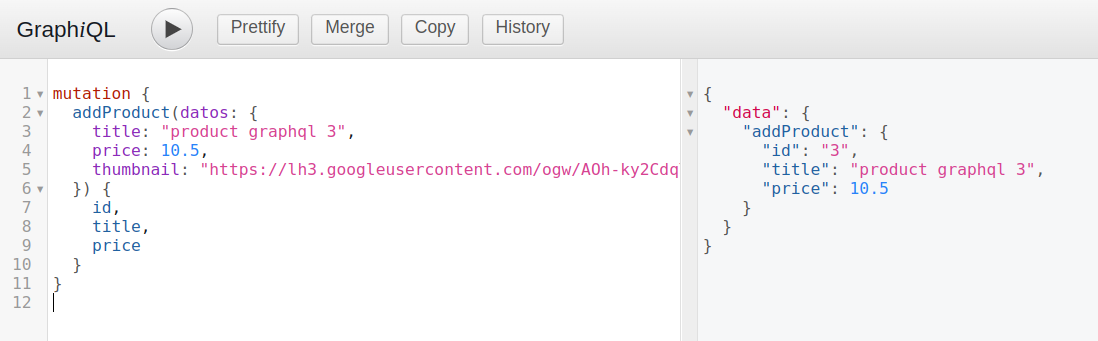 GraphiQL Prettify Merge Copy History
1 mutation {
2 addProduct(datos: {
3 title: "product graphql 3",
4 price: 10.5,
5 thumbnail: "https://lh3.googleusercontent.com/ogw/AOh-ky2Cdq
6 }) {
7 id,
8 title,
9 price
10 }
11 }
12
{
"data": {
"addProduct": {
"id": "3",
"title": "product graphql 3",
"price": 10.5
}
}
}